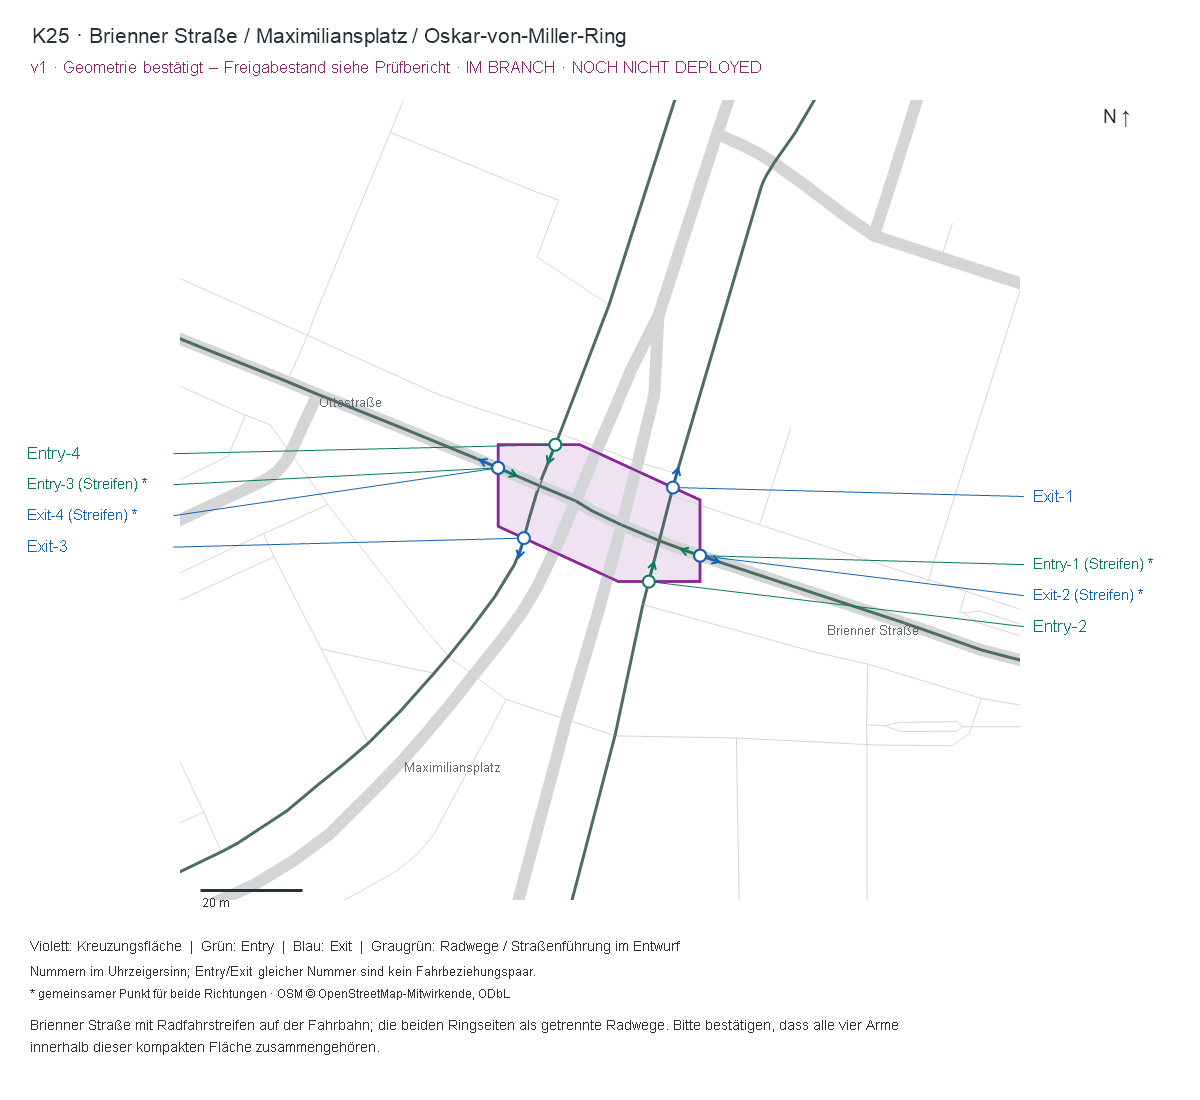 K25 · Brienner Straße / Maximiliansplatz / Oskar-von-Miller-Ring
v1 · Geometrie bestätigt – Freigabestand siehe Prüfbericht · IM BRANCH · NOCH NICHT DEPLOYED
N ↑
Ottostraße
Entry-4
Entry-3 (Streifen) *
Exit-4 (Streifen) *
Exit-3
Exit-1
Entry-1 (Streifen) *
Exit-2 (Streifen) *
Entry-2
Brienner Straße
Maximiliansplatz
20 m
Violett: Kreuzungsfläche | Grün: Entry | Blau: Exit | Graugrün: Radwege / Straßenführung im Entwurf
Nummern im Uhrzeigersinn; Entry/Exit gleicher Nummer sind kein Fahrbeziehungspaar.
* gemeinsamer Punkt für beide Richtungen · OSM © OpenStreetMap-Mitwirkende, ODbL
Brienner Straße mit Radfahrstreifen auf der Fahrbahn; die beiden Ringseiten als getrennte Radwege. Bitte bestätigen, dass alle vier Arme
innerhalb dieser kompakten Fläche zusammengehören.